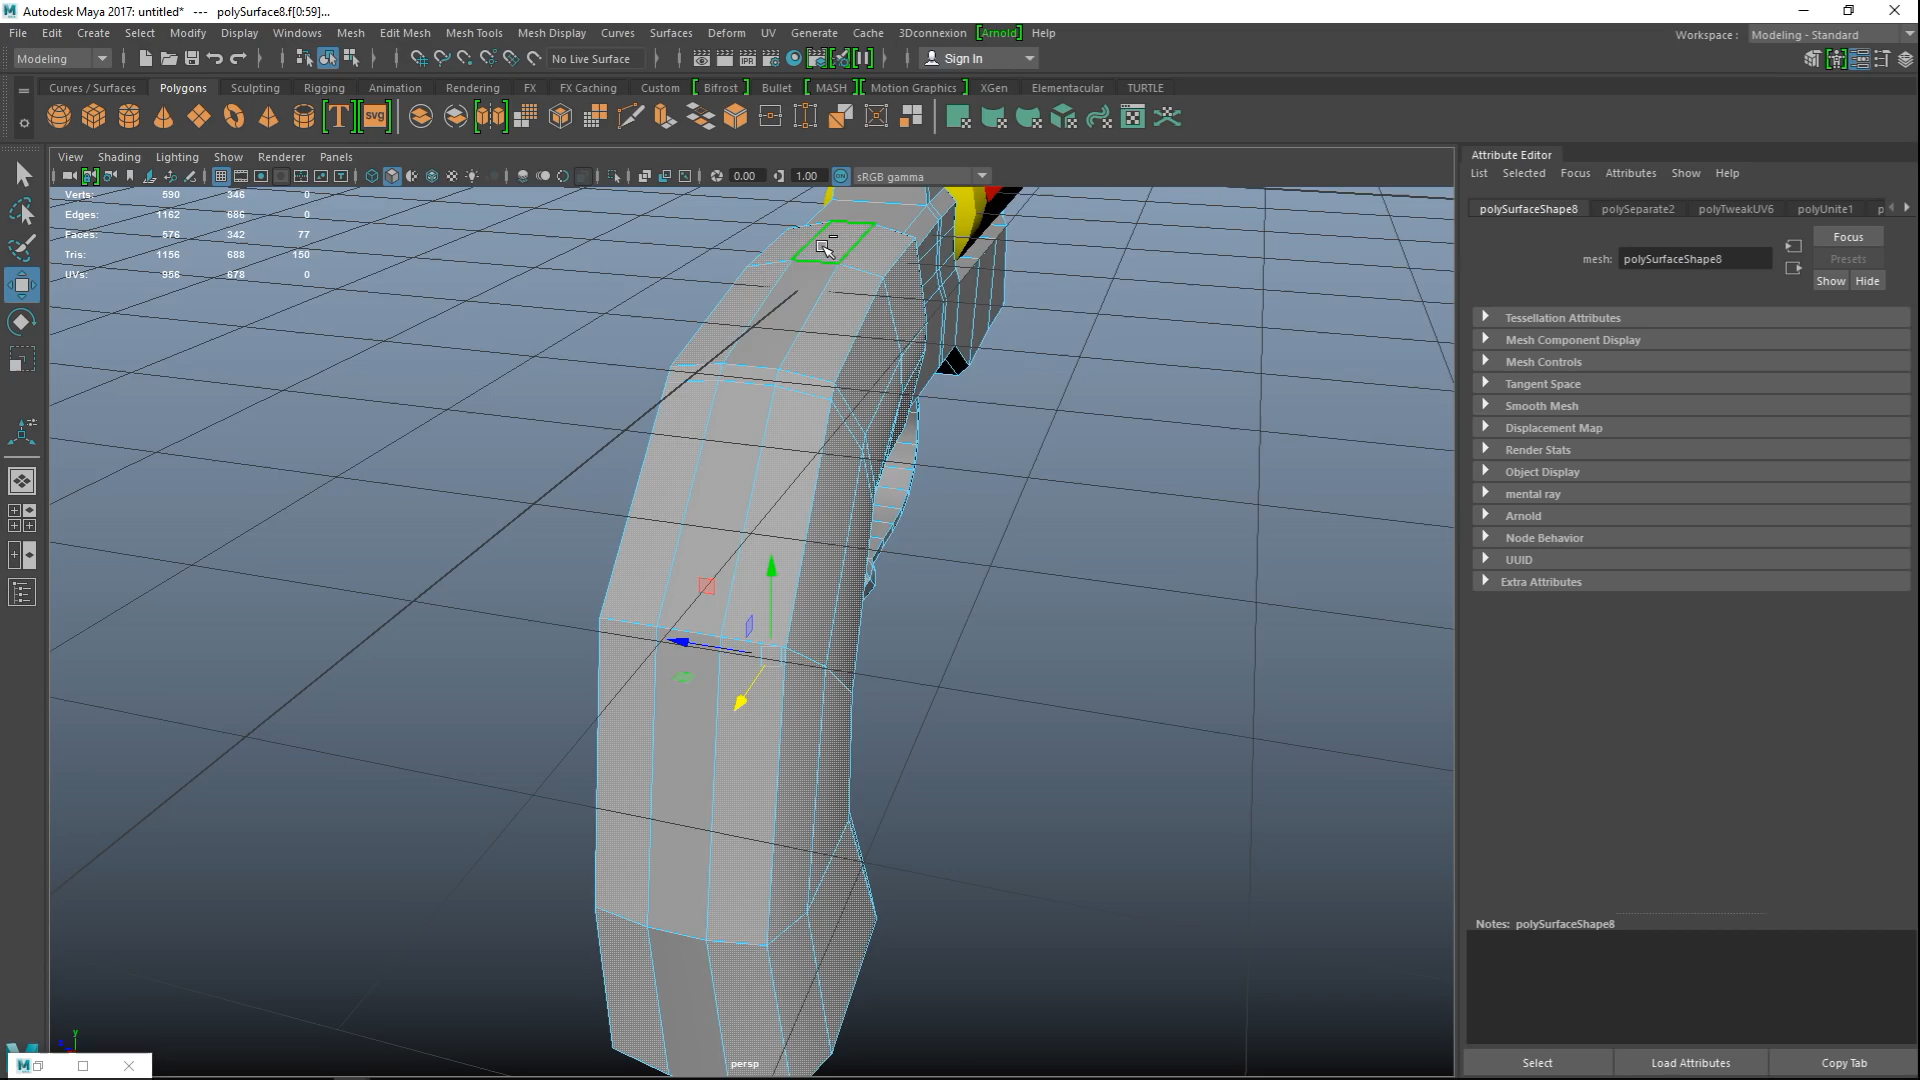 Autodesk Maya 2017: untitled* --- polySurface8.f[0:59]...
File Edit Create Select Modify Display Windows Mesh Edit Mesh Mesh Tools Mesh Display Curves Surfaces Deform UV Generate Cache 3Dconnexion [Arnold] Help
Workspace : Modeling - Standard
Modeling No Live Surface Sign In
Curves / Surfaces Polygons Sculpting Rigging Animation Rendering FX FX Caching Custom Bifrost Bullet MASH Motion Graphics XGen Elementacular TURTLE
T svg
View Shading Lighting Show Renderer Panels
0.00 1.00 ON sRGB gamma
Verts: 590 346 0
Edges: 1162 686 0
Faces: 576 342 77
Tris: 1156 688 150
UVs: 956 678 0
persp
y
Attribute Editor
List Selected Focus Attributes Show Help
polySurfaceShape8 polySeparate2 polyTweakUV6 polyUnite1 p
mesh: polySurfaceShape8
Focus
Presets
Show Hide
Tessellation Attributes
Mesh Component Display
Mesh Controls
Tangent Space
Smooth Mesh
Displacement Map
Render Stats
Object Display
mental ray
Arnold
Node Behavior
UUID
Extra Attributes
Notes: polySurfaceShape8
Select Load Attributes Copy Tab